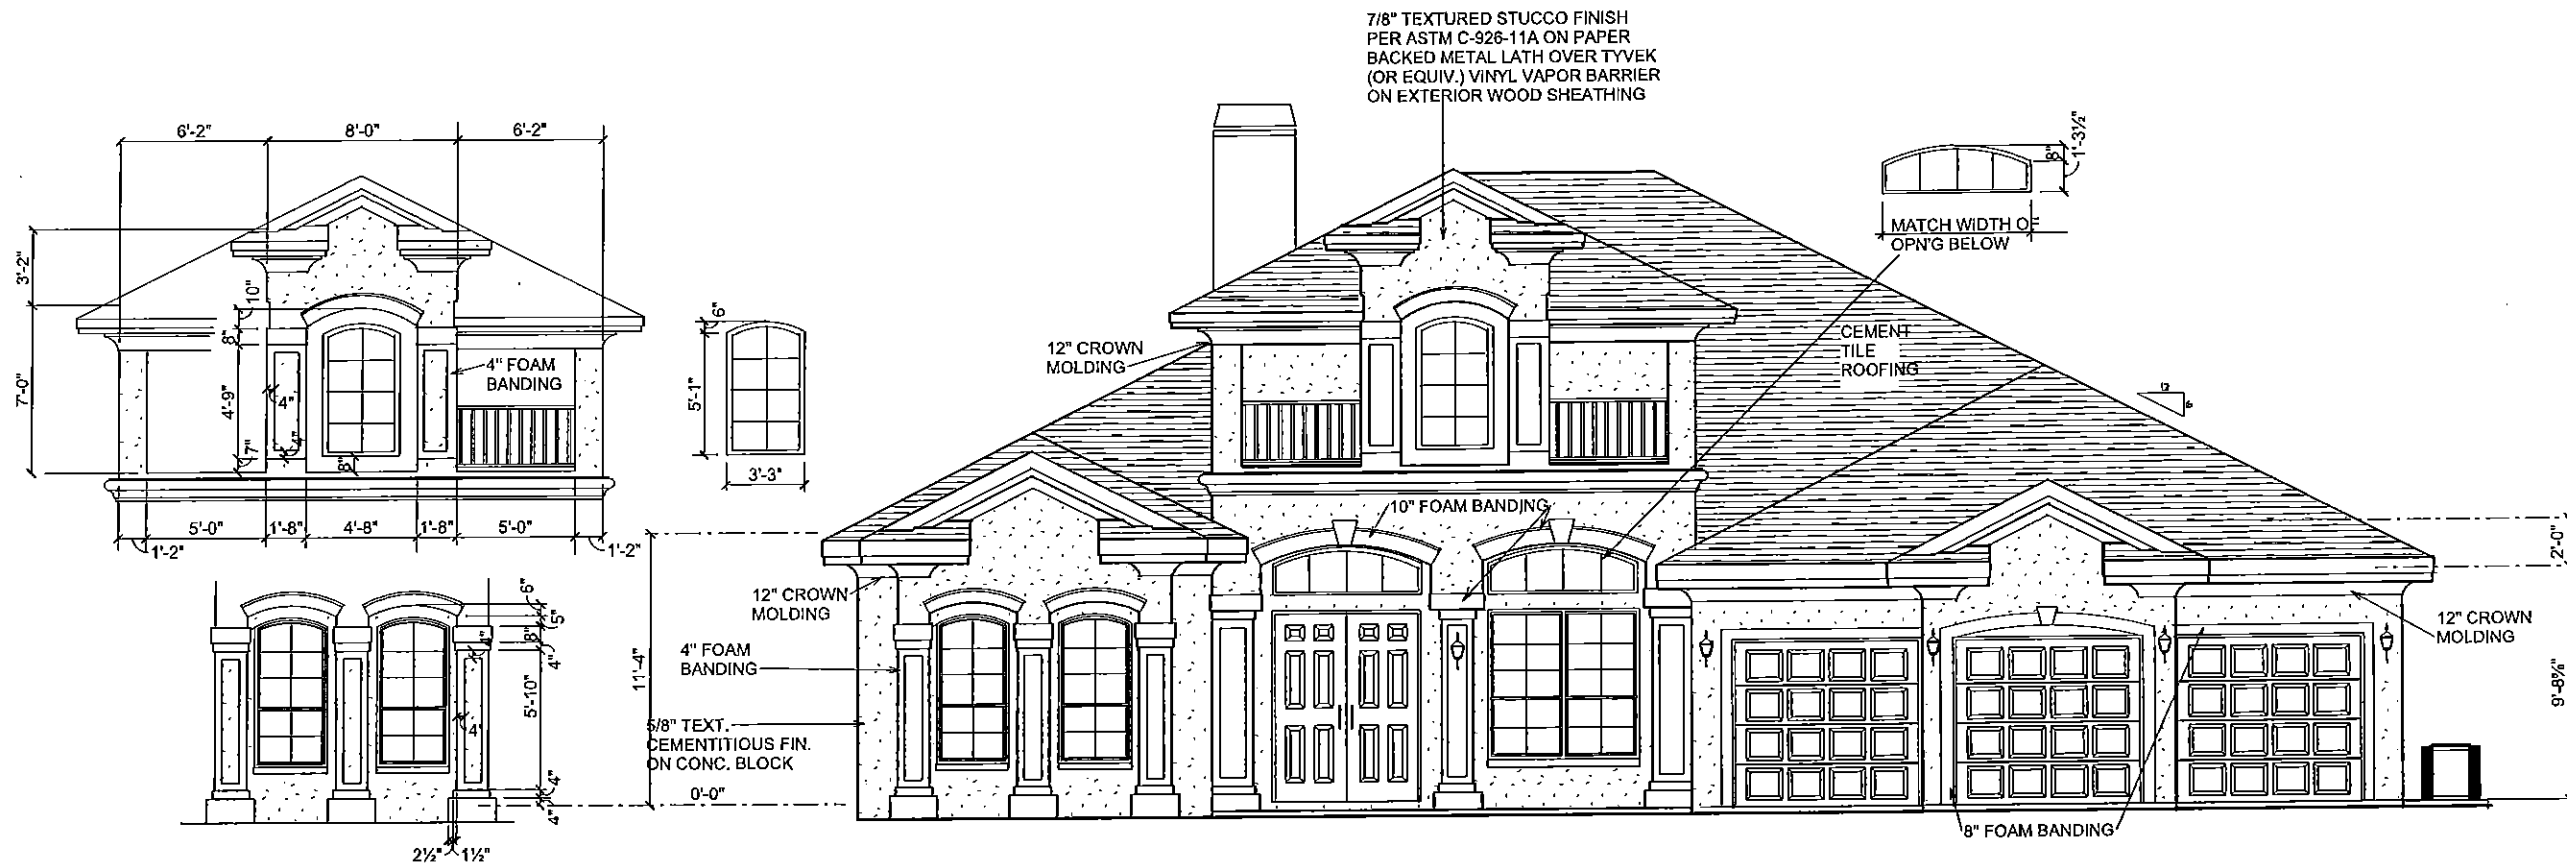 7/8" TEXTURED STUCCO FINISH
PER ASTM C-926-11A ON PAPER
BACKED METAL LATH OVER TYVEK
(OR EQUIV.) VINYL VAPOR BARRIER
ON EXTERIOR WOOD SHEATHING
6'-2"
8'-0"
6'-2"
3'-2"
7'-0"
10"
8"
4'-9"
7"
4"
4"
8"
4" FOAM
BANDING
5'-0"
1'-8"
4'-8"
1'-8"
5'-0"
1'-2"
1'-2"
6"
5'-1"
3'-3"
8"
1'-3½"
MATCH WIDTH OF
OPN'G BELOW
12" CROWN
MOLDING
CEMENT
TILE
ROOFING
12
6
10" FOAM BANDING
12" CROWN
MOLDING
4" FOAM
BANDING
11'-4"
5/8" TEXT.
CEMENTITIOUS FIN.
ON CONC. BLOCK
0'-0"
6"
5"
8"
4"
4"
5'-10"
4"
4"
4"
2½"
1½"
2'-0"
12" CROWN
MOLDING
9'-8⅝"
8" FOAM BANDING